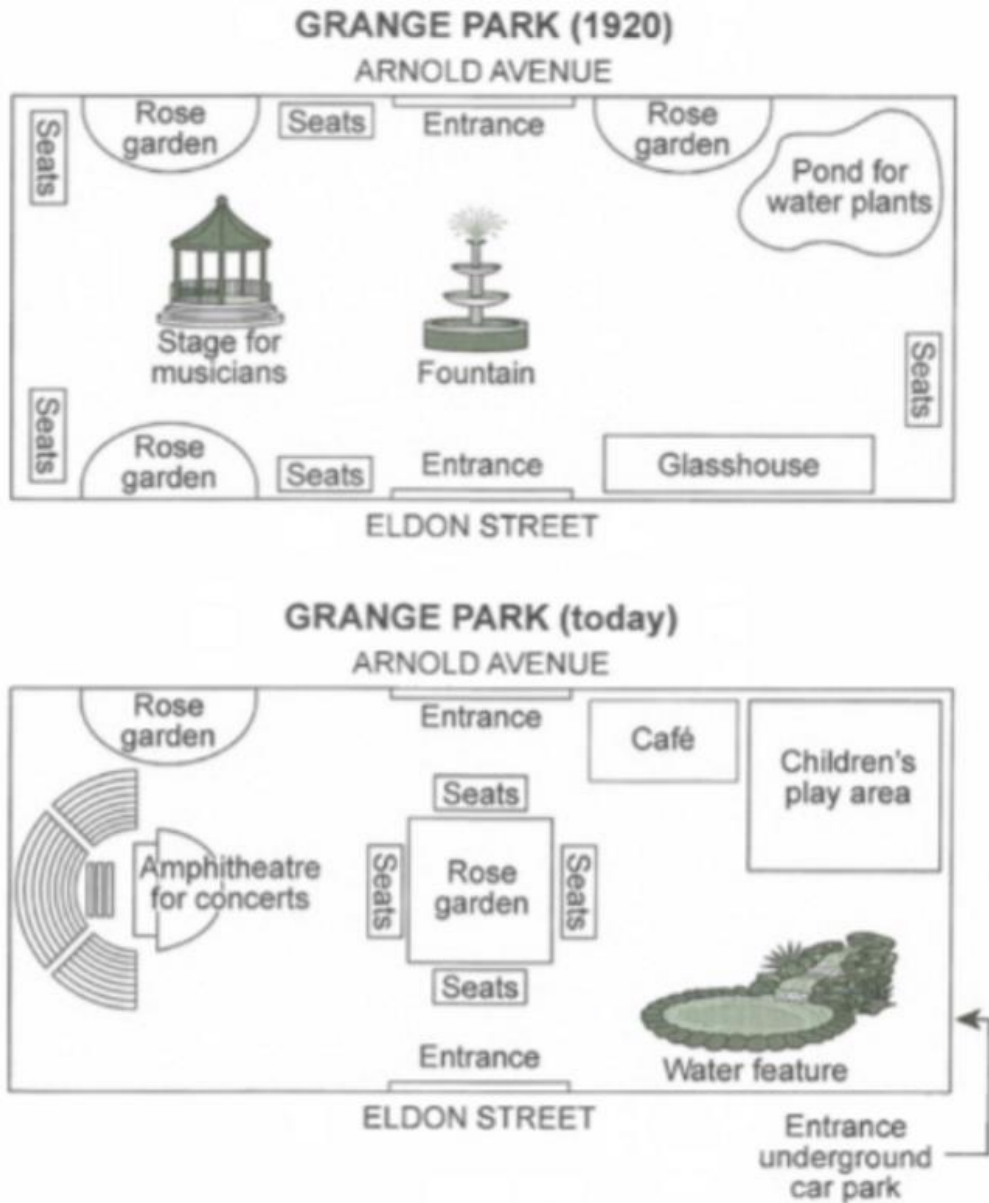 GRANGE PARK (1920)
ARNOLD AVENUE
Rose
garden
Seats
Entrance
Rose
garden
Seats
Pond for
water plants
Stage for
musicians
Fountain
Seats
Seats
Rose
garden
Seats
Entrance
Glasshouse
ELDON STREET
GRANGE PARK (today)
ARNOLD AVENUE
Rose
garden
Entrance
Café
Children's
play area
Seats
Amphitheatre
for concerts
Seats
Rose
garden
Seats
Seats
Entrance
Water feature
ELDON STREET
Entrance
underground
car park